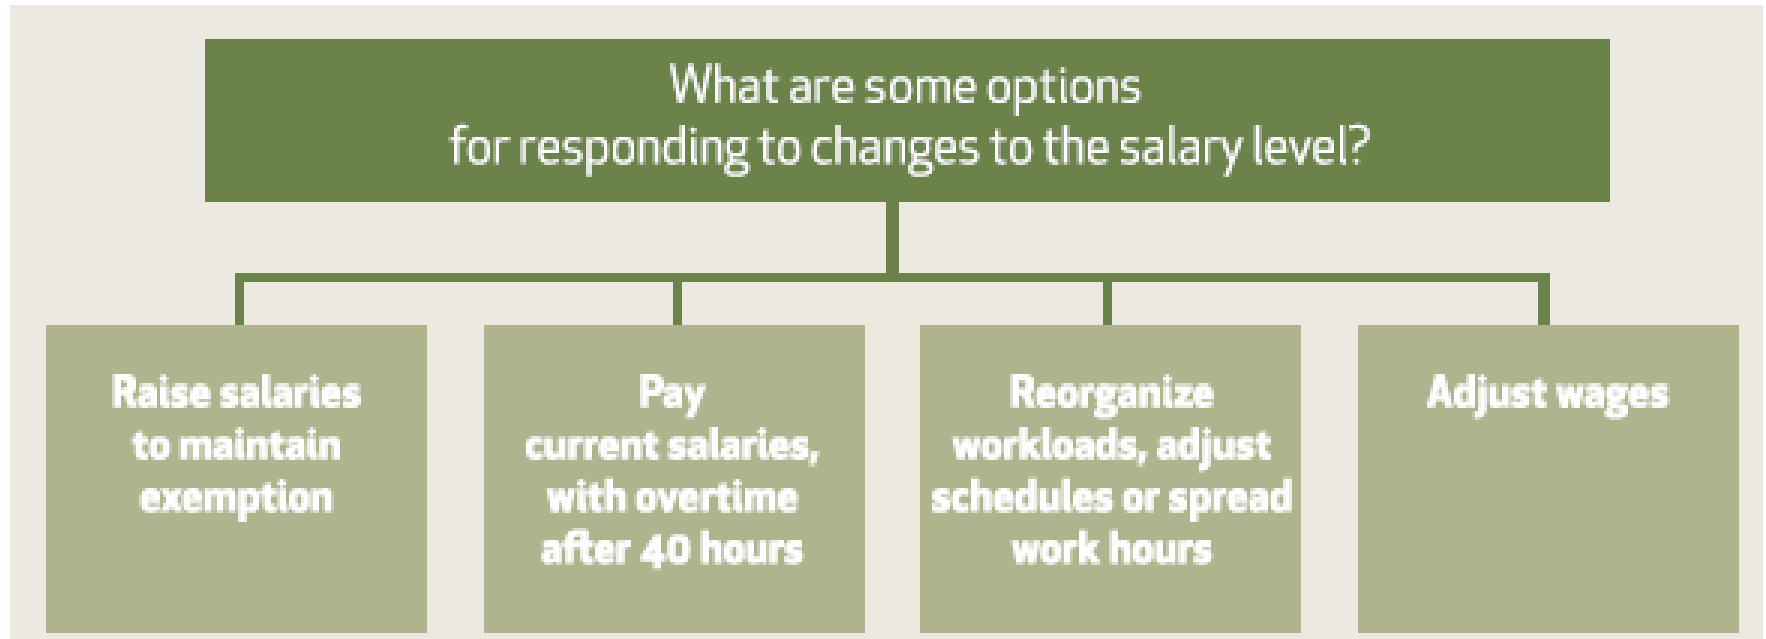 What are some options
for responding to changes to the salary level?
Raise salaries
to maintain
exemption
Pay
current salaries,
with overtime
after 40 hours
Reorganize
workloads, adjust
schedules or spread
work hours
Adjust wages